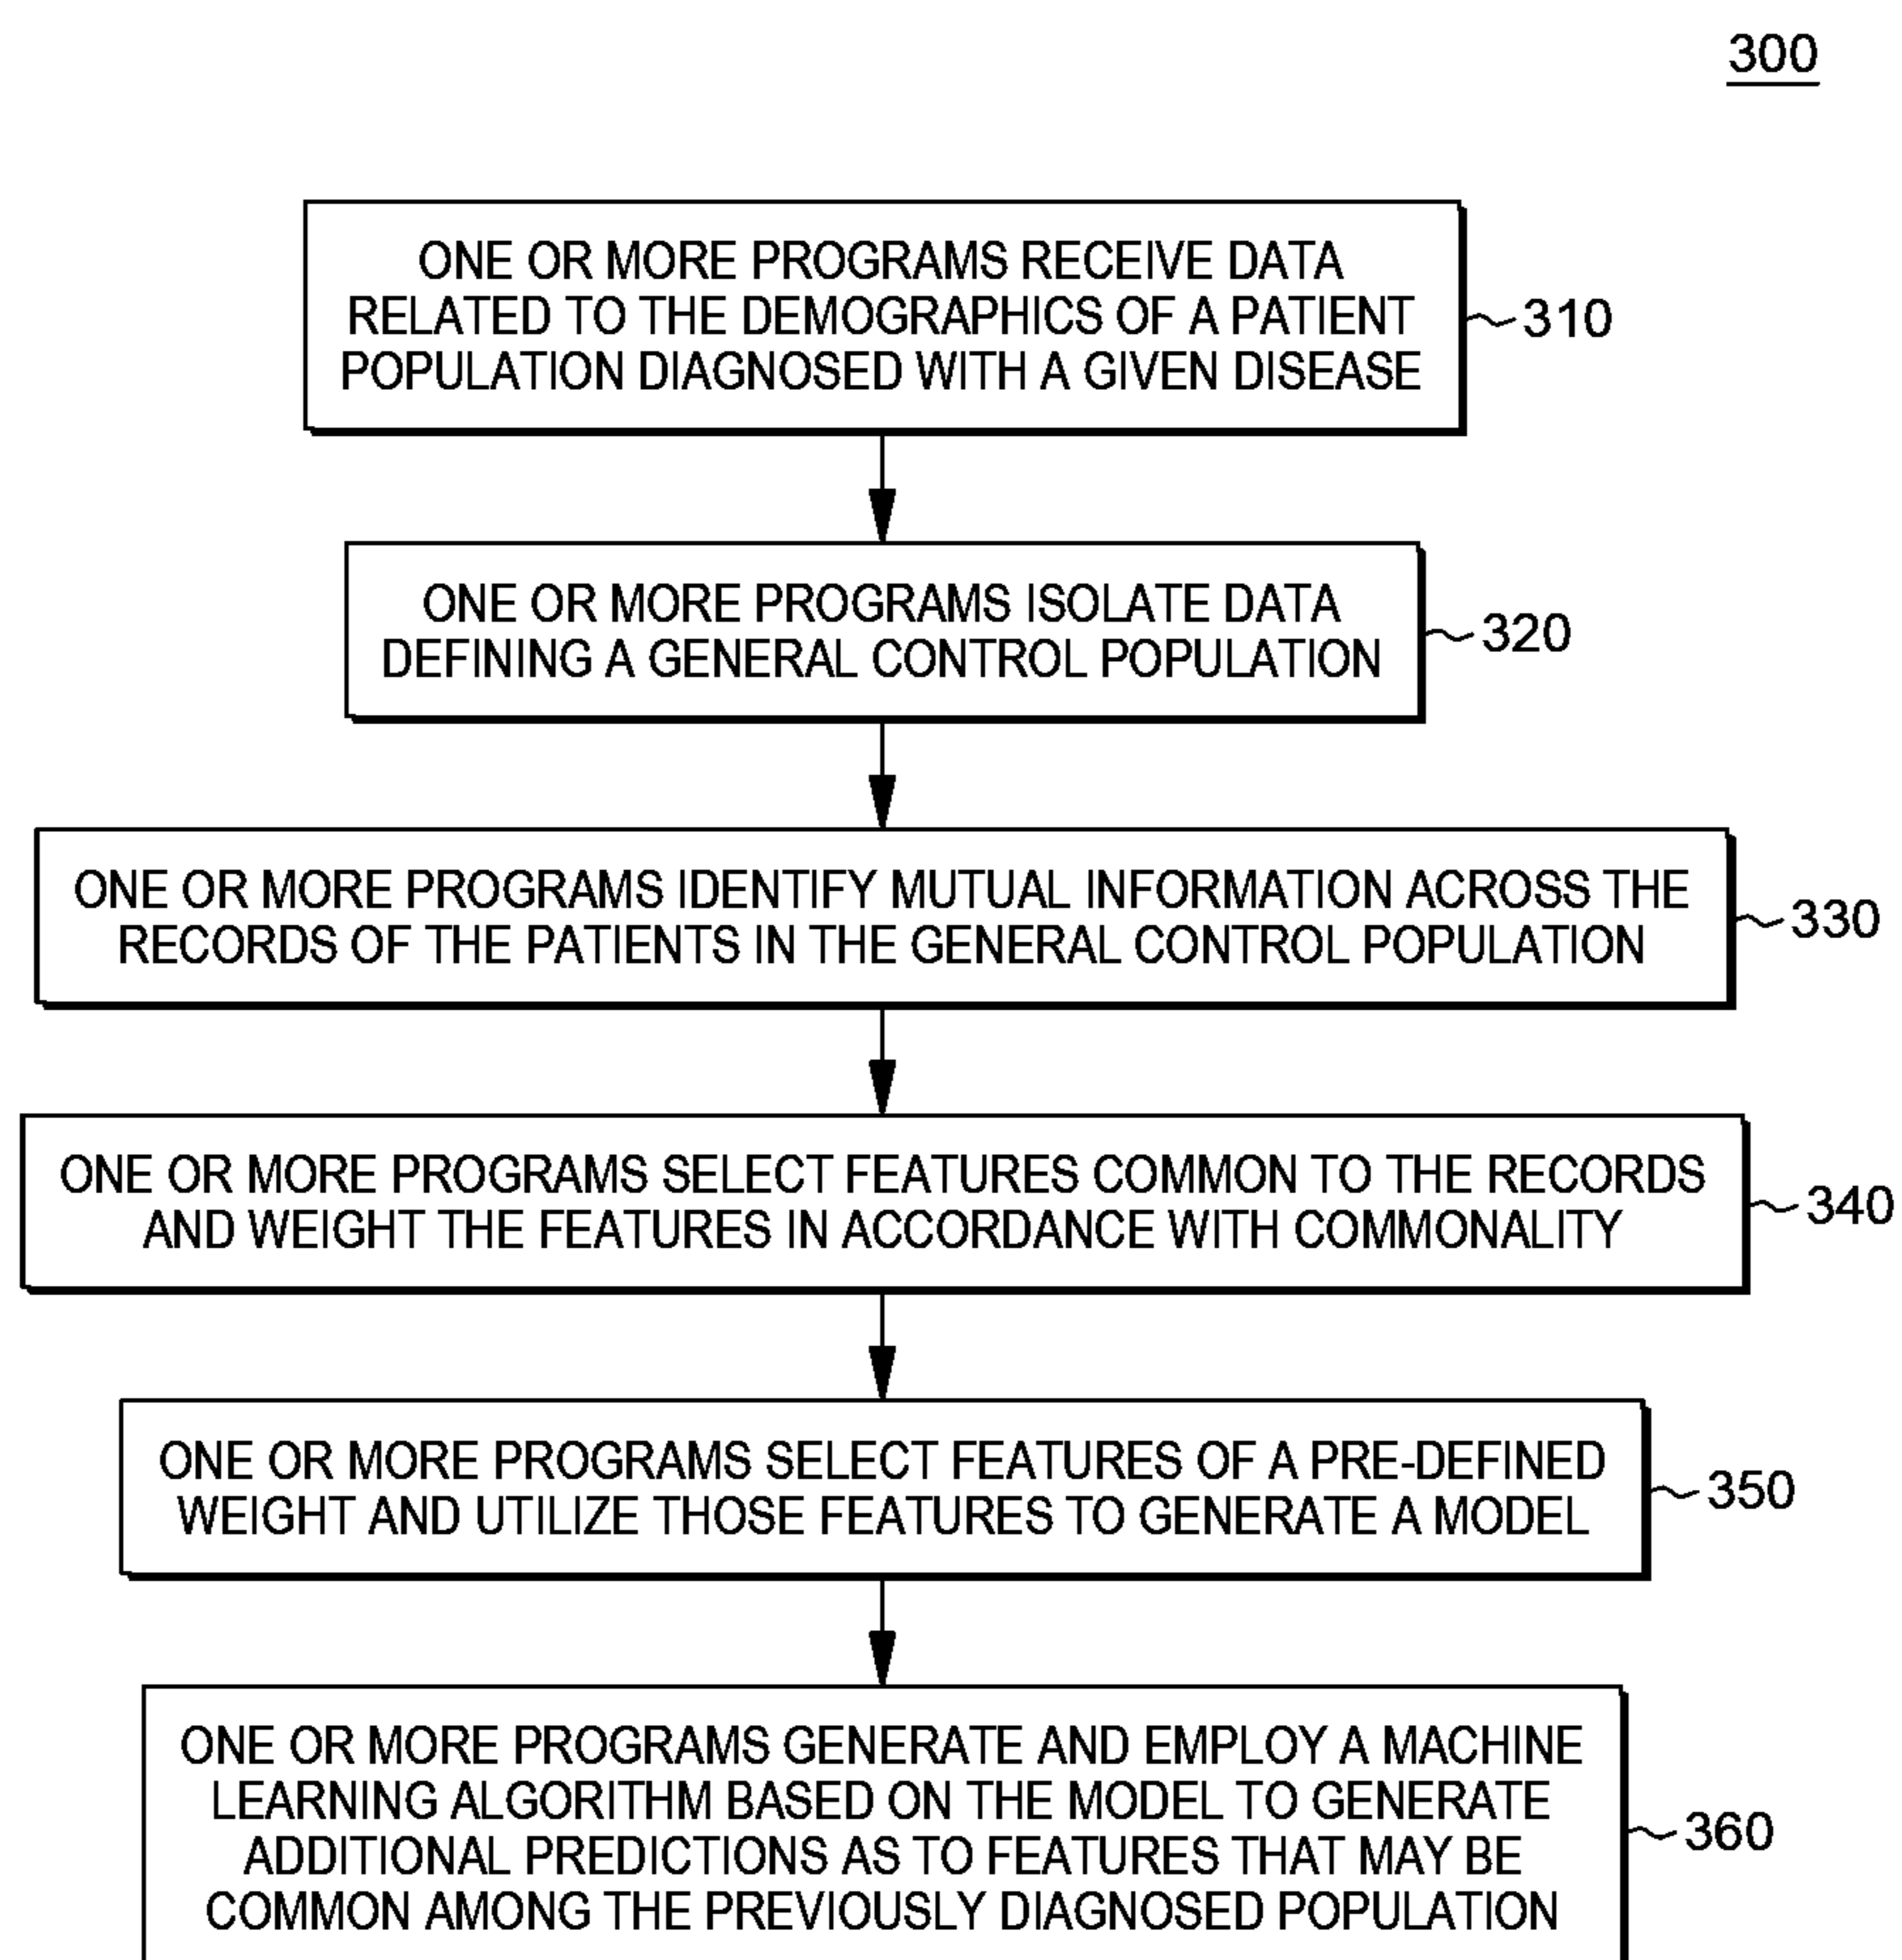 300
ONE OR MORE PROGRAMS RECEIVE DATA
RELATED TO THE DEMOGRAPHICS OF A PATIENT
POPULATION DIAGNOSED WITH A GIVEN DISEASE
310
ONE OR MORE PROGRAMS ISOLATE DATA
DEFINING A GENERAL CONTROL POPULATION
320
ONE OR MORE PROGRAMS IDENTIFY MUTUAL INFORMATION ACROSS THE
RECORDS OF THE PATIENTS IN THE GENERAL CONTROL POPULATION
330
ONE OR MORE PROGRAMS SELECT FEATURES COMMON TO THE RECORDS
AND WEIGHT THE FEATURES IN ACCORDANCE WITH COMMONALITY
340
ONE OR MORE PROGRAMS SELECT FEATURES OF A PRE-DEFINED
WEIGHT AND UTILIZE THOSE FEATURES TO GENERATE A MODEL
350
ONE OR MORE PROGRAMS GENERATE AND EMPLOY A MACHINE
LEARNING ALGORITHM BASED ON THE MODEL TO GENERATE
ADDITIONAL PREDICTIONS AS TO FEATURES THAT MAY BE
COMMON AMONG THE PREVIOUSLY DIAGNOSED POPULATION
360